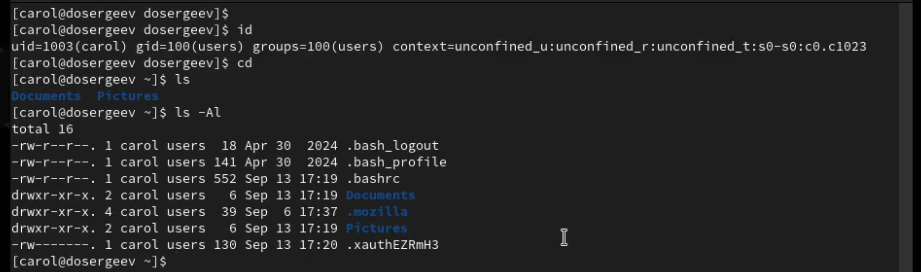 [carol@dosergeev dosergeev]$
[carol@dosergeev dosergeev]$ id
uid=1003(carol) gid=100(users) groups=100(users) context=unconfined_u:unconfined_r:unconfined_t:s0-s0:c0.c1023
[carol@dosergeev dosergeev]$ cd
[carol@dosergeev ~]$ ls
Documents  Pictures
[carol@dosergeev ~]$ ls -Al
total 16
-rw-r--r--. 1 carol users  18 Apr 30  2024 .bash_logout
-rw-r--r--. 1 carol users 141 Apr 30  2024 .bash_profile
-rw-r--r--. 1 carol users 552 Sep 13 17:19 .bashrc
drwxr-xr-x. 2 carol users   6 Sep 13 17:19 Documents
drwxr-xr-x. 4 carol users  39 Sep  6 17:37 .mozilla
drwxr-xr-x. 2 carol users   6 Sep 13 17:19 Pictures
-rw-------. 1 carol users 130 Sep 13 17:20 .xauthEZRmH3
[carol@dosergeev ~]$